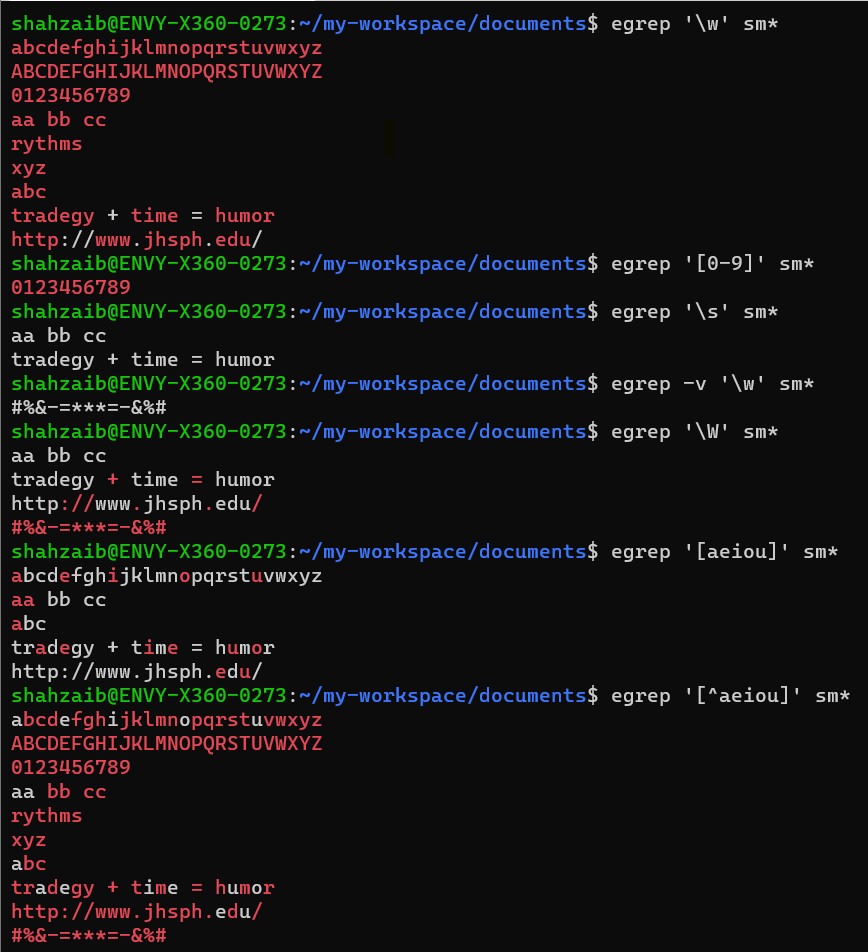 shahzaib@ENVY-X360-0273:~/my-workspace/documents$ egrep '\w' sm*
abcdefghijklmnopqrstuvwxyz
ABCDEFGHIJKLMNOPQRSTUVWXYZ
0123456789
aa bb cc
rythms
xyz
abc
tradegy + time = humor
http://www.jhsph.edu/
shahzaib@ENVY-X360-0273:~/my-workspace/documents$ egrep '[0-9]' sm*
0123456789
shahzaib@ENVY-X360-0273:~/my-workspace/documents$ egrep '\s' sm*
aa bb cc
tradegy + time = humor
shahzaib@ENVY-X360-0273:~/my-workspace/documents$ egrep -v '\w' sm*
#%&-=***=-&%#
shahzaib@ENVY-X360-0273:~/my-workspace/documents$ egrep '\W' sm*
aa bb cc
tradegy + time = humor
http://www.jhsph.edu/
#%&-=***=-&%#
shahzaib@ENVY-X360-0273:~/my-workspace/documents$ egrep '[aeiou]' sm*
abcdefghijklmnopqrstuvwxyz
aa bb cc
abc
tradegy + time = humor
http://www.jhsph.edu/
shahzaib@ENVY-X360-0273:~/my-workspace/documents$ egrep '[^aeiou]' sm*
abcdefghijklmnopqrstuvwxyz
ABCDEFGHIJKLMNOPQRSTUVWXYZ
0123456789
aa bb cc
rythms
xyz
abc
tradegy + time = humor
http://www.jhsph.edu/
#%&-=***=-&%#